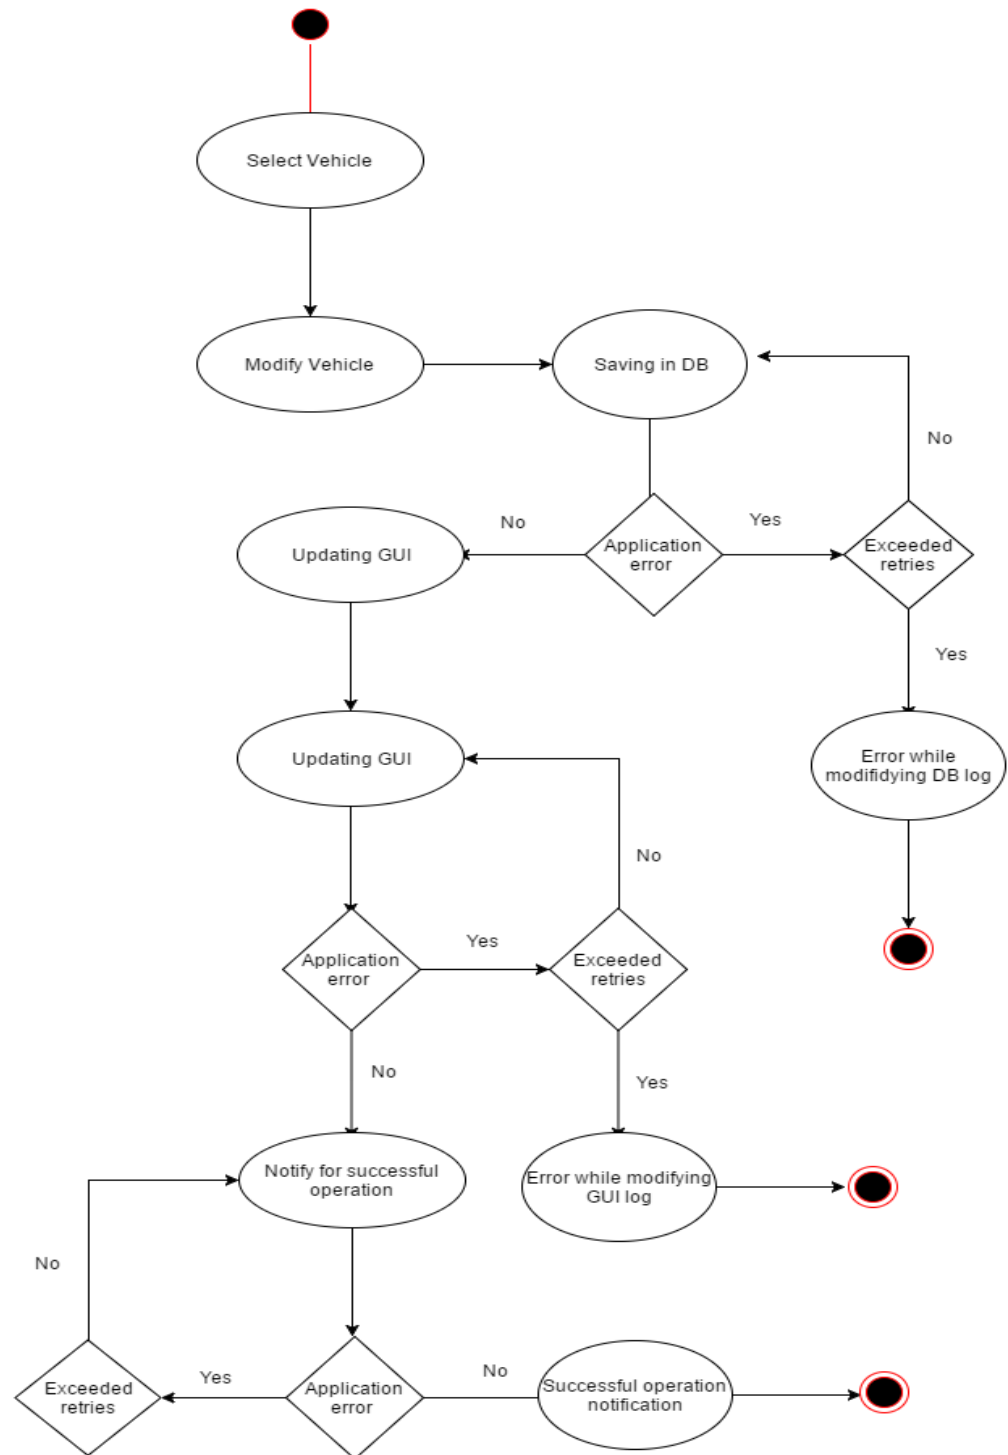 Select Vehicle
Modify Vehicle
Saving in DB
No
No
Yes
Updating GUI
Application
error
Exceeded
retries
Yes
Updating GUI
Error while
modifidying DB log
No
Yes
Application
error
Exceeded
retries
No
Yes
Notify for successful
operation
Error while modifying
GUI log
No
Yes
No
Exceeded
retries
Application
error
Successful operation
notification